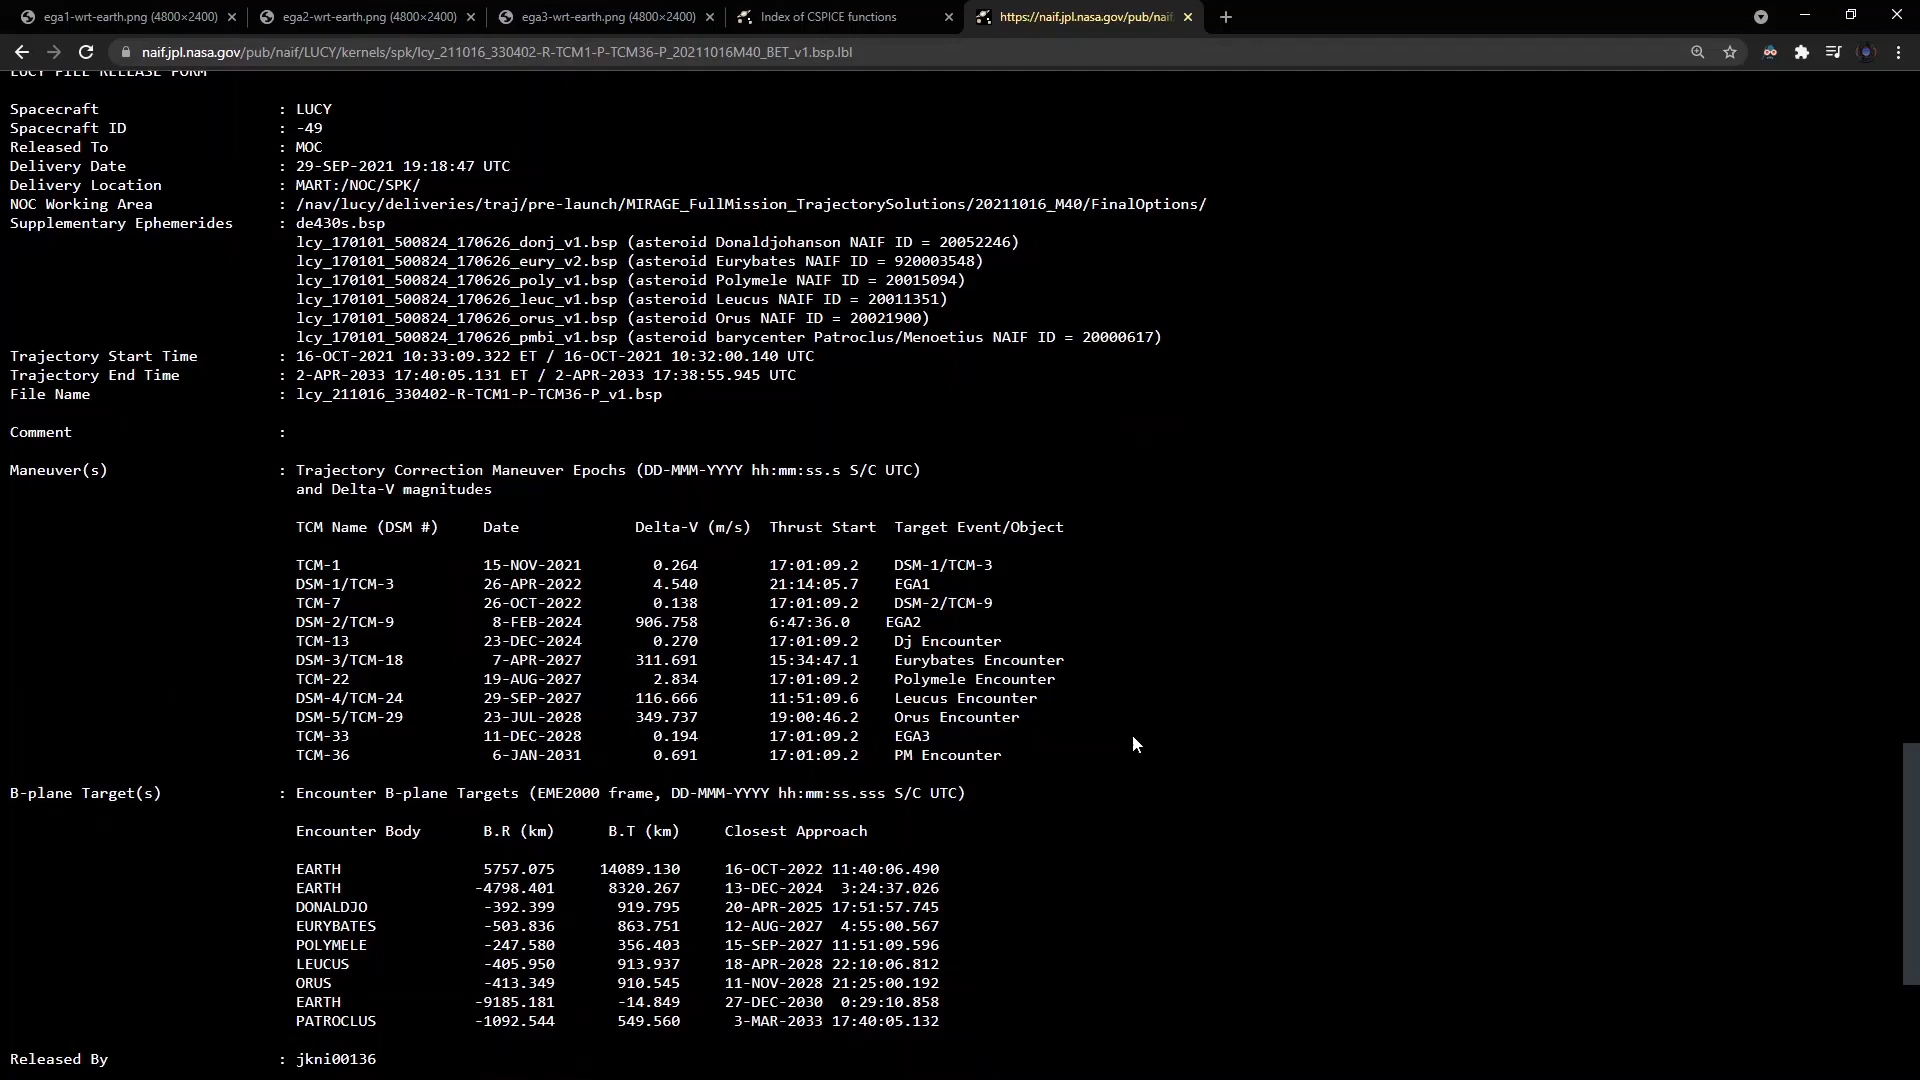 ega1-wrt-earth.png (4800×2400)
ega2-wrt-earth.png (4800×2400)
ega3-wrt-earth.png (4800×2400)
Index of CSPICE functions
https://naif.jpl.nasa.gov/pub/naif
naif.jpl.nasa.gov/pub/naif/LUCY/kernels/spk/lcy_211016_330402-R-TCM1-P-TCM36-P_20211016M40_BET_v1.bsp.lbl
LUCY FILE RELEASE FORM
Spacecraft : LUCY
Spacecraft ID : -49
Released To : MOC
Delivery Date : 29-SEP-2021 19:18:47 UTC
Delivery Location : MART:/NOC/SPK/
NOC Working Area : /nav/lucy/deliveries/traj/pre-launch/MIRAGE_FullMission_TrajectorySolutions/20211016_M40/FinalOptions/
Supplementary Ephemerides : de430s.bsp
lcy_170101_500824_170626_donj_v1.bsp (asteroid Donaldjohanson NAIF ID = 20052246)
lcy_170101_500824_170626_eury_v2.bsp (asteroid Eurybates NAIF ID = 920003548)
lcy_170101_500824_170626_poly_v1.bsp (asteroid Polymele NAIF ID = 20015094)
lcy_170101_500824_170626_leuc_v1.bsp (asteroid Leucus NAIF ID = 20011351)
lcy_170101_500824_170626_orus_v1.bsp (asteroid Orus NAIF ID = 20021900)
lcy_170101_500824_170626_pmbi_v1.bsp (asteroid barycenter Patroclus/Menoetius NAIF ID = 20000617)
Trajectory Start Time : 16-OCT-2021 10:33:09.322 ET / 16-OCT-2021 10:32:00.140 UTC
Trajectory End Time : 2-APR-2033 17:40:05.131 ET / 2-APR-2033 17:38:55.945 UTC
File Name : lcy_211016_330402-R-TCM1-P-TCM36-P_v1.bsp
Comment :
Maneuver(s) : Trajectory Correction Maneuver Epochs (DD-MMM-YYYY hh:mm:ss.s S/C UTC)
and Delta-V magnitudes
TCM Name (DSM #) Date Delta-V (m/s) Thrust Start Target Event/Object
TCM-1 15-NOV-2021 0.264 17:01:09.2 DSM-1/TCM-3
DSM-1/TCM-3 26-APR-2022 4.540 21:14:05.7 EGA1
TCM-7 26-OCT-2022 0.138 17:01:09.2 DSM-2/TCM-9
DSM-2/TCM-9 8-FEB-2024 906.758 6:47:36.0 EGA2
TCM-13 23-DEC-2024 0.270 17:01:09.2 Dj Encounter
DSM-3/TCM-18 7-APR-2027 311.691 15:34:47.1 Eurybates Encounter
TCM-22 19-AUG-2027 2.834 17:01:09.2 Polymele Encounter
DSM-4/TCM-24 29-SEP-2027 116.666 11:51:09.6 Leucus Encounter
DSM-5/TCM-29 23-JUL-2028 349.737 19:00:46.2 Orus Encounter
TCM-33 11-DEC-2028 0.194 17:01:09.2 EGA3
TCM-36 6-JAN-2031 0.691 17:01:09.2 PM Encounter
B-plane Target(s) : Encounter B-plane Targets (EME2000 frame, DD-MMM-YYYY hh:mm:ss.sss S/C UTC)
Encounter Body B.R (km) B.T (km) Closest Approach
EARTH 5757.075 14089.130 16-OCT-2022 11:40:06.490
EARTH -4798.401 8320.267 13-DEC-2024 3:24:37.026
DONALDJO -392.399 919.795 20-APR-2025 17:51:57.745
EURYBATES -503.836 863.751 12-AUG-2027 4:55:00.567
POLYMELE -247.580 356.403 15-SEP-2027 11:51:09.596
LEUCUS -405.950 913.937 18-APR-2028 22:10:06.812
ORUS -413.349 910.545 11-NOV-2028 21:25:00.192
EARTH -9185.181 -14.849 27-DEC-2030 0:29:10.858
PATROCLUS -1092.544 549.560 3-MAR-2033 17:40:05.132
Released By : jkni00136